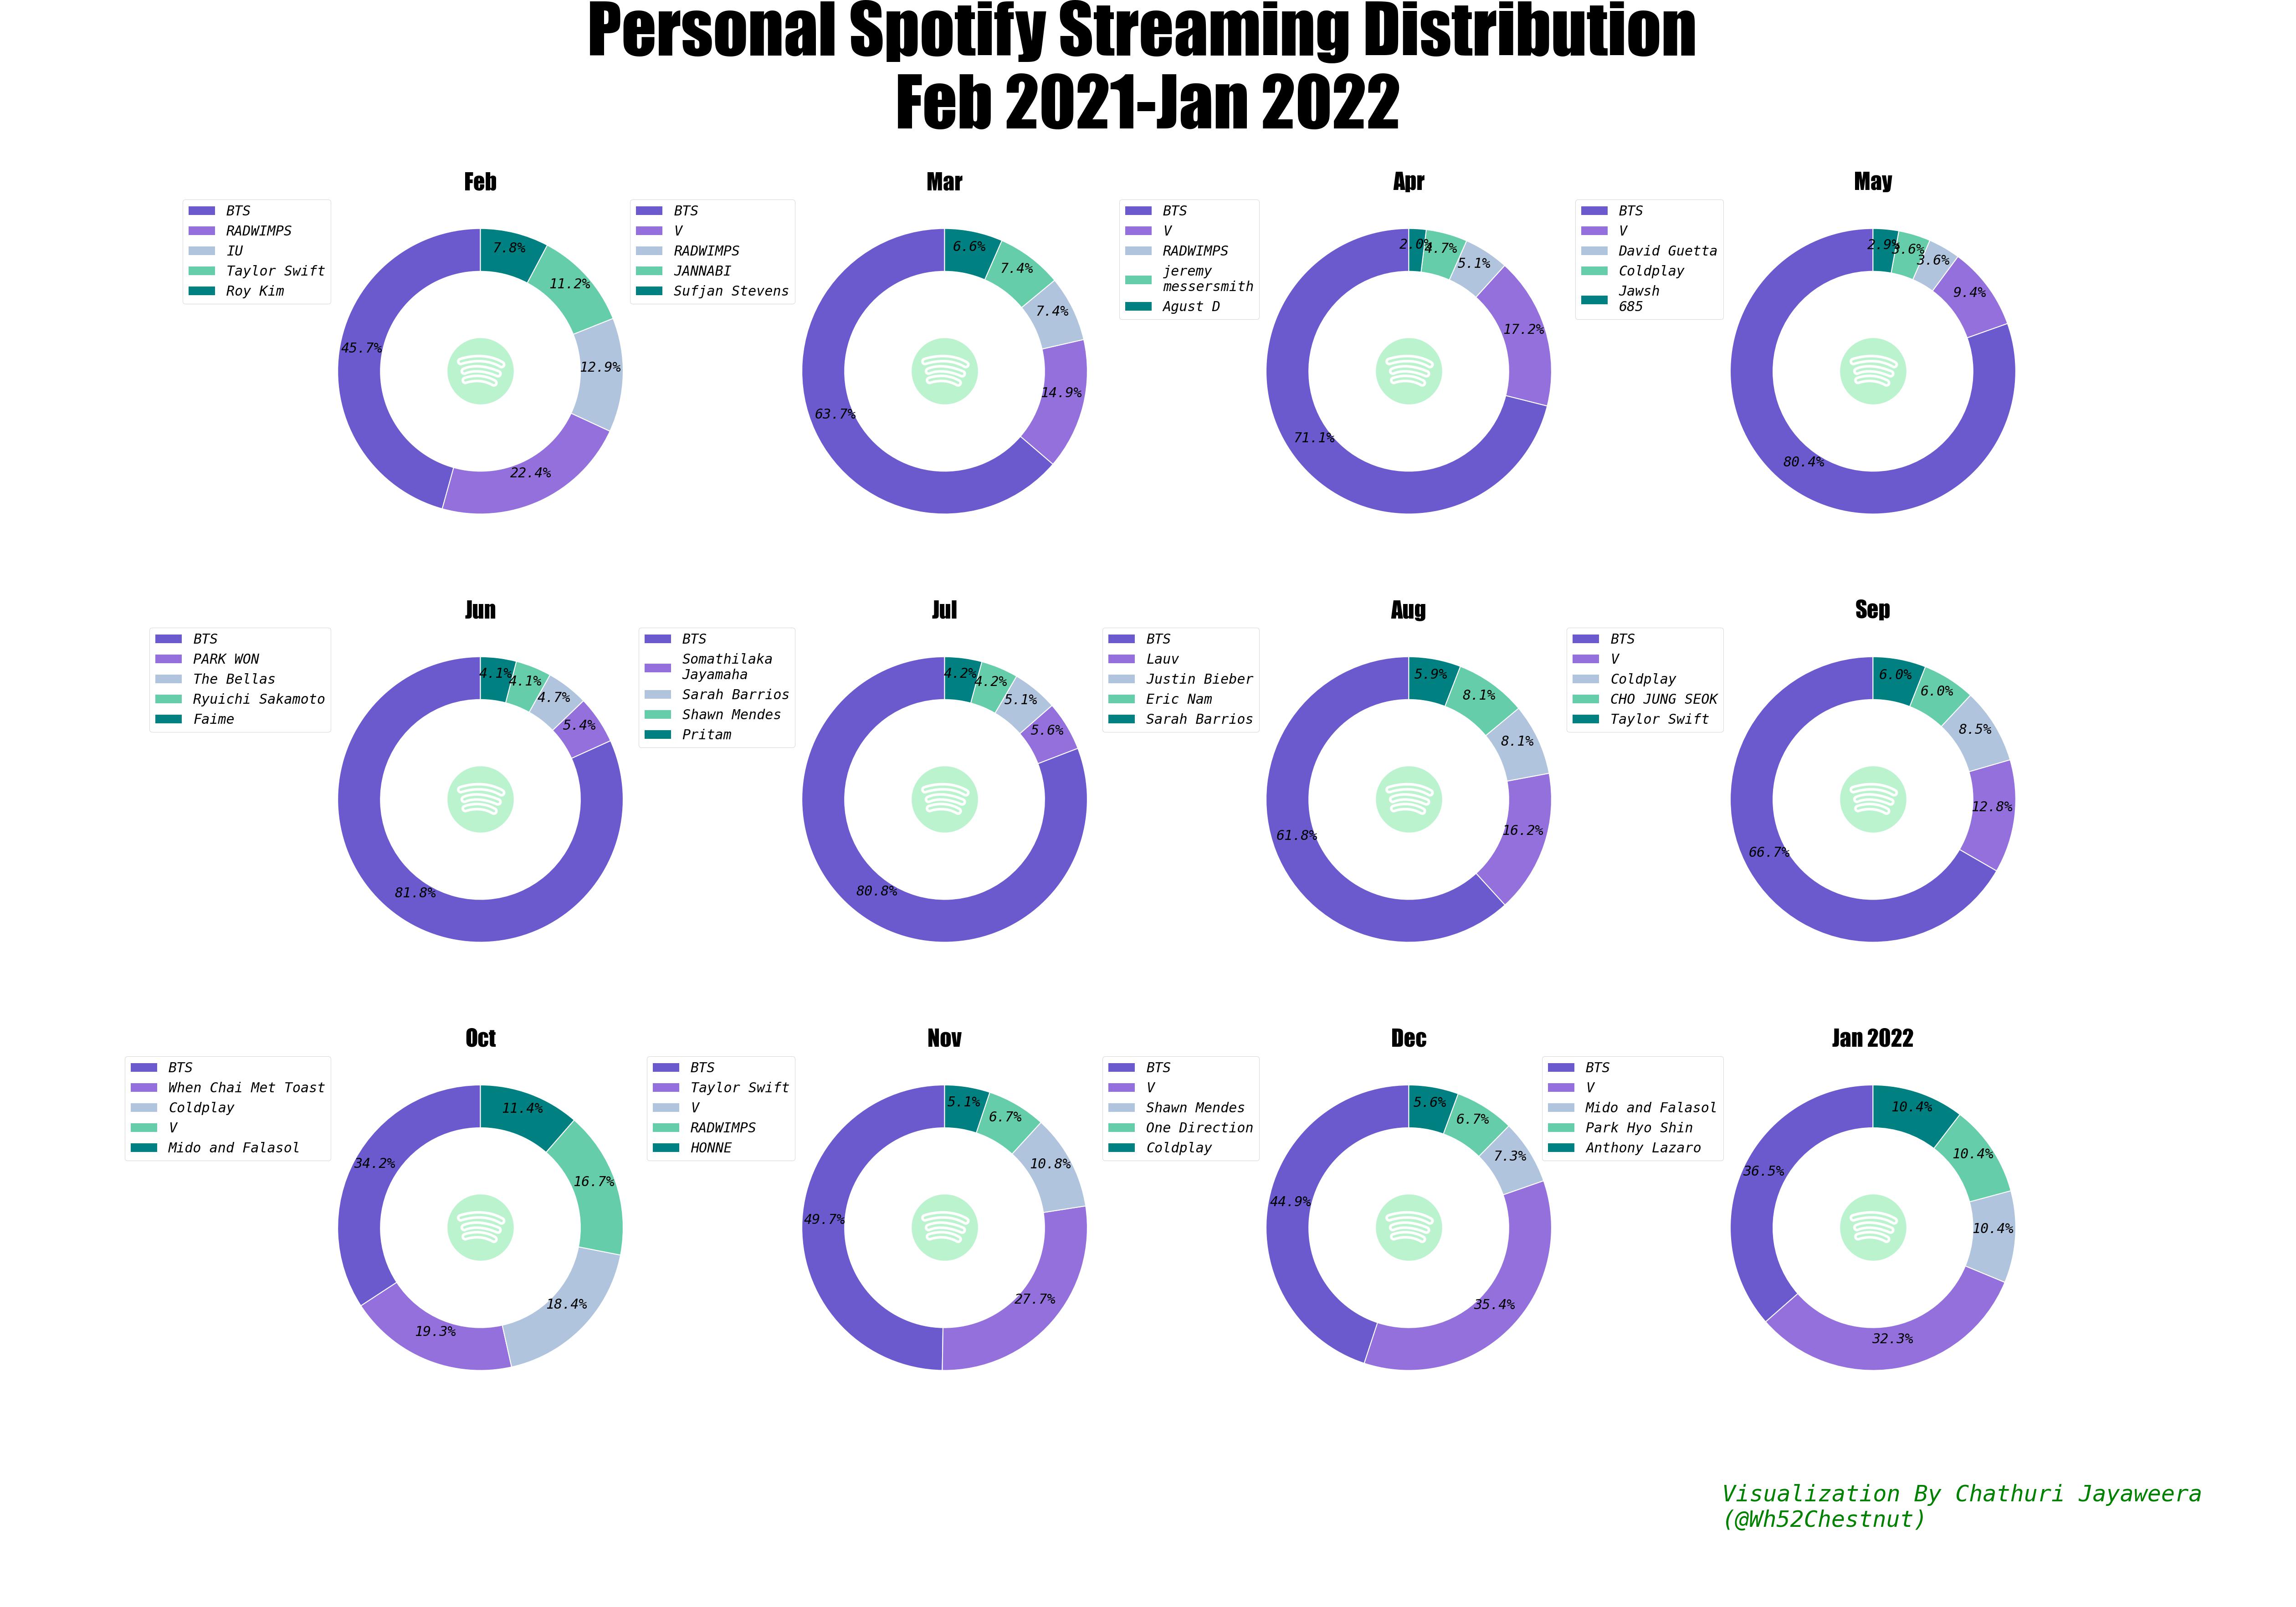 Personal Spotify Streaming Distribution
Feb 2021-Jan 2022
Feb
BTS
RADWIMPS
IU
Taylor Swift
Roy Kim
7.8%
11.2%
12.9%
22.4%
45.7%
Mar
BTS
V
RADWIMPS
JANNABI
Sufjan Stevens
6.6%
7.4%
7.4%
14.9%
63.7%
Apr
BTS
V
RADWIMPS
jeremy
messersmith
Agust D
2.0%
4.7%
5.1%
17.2%
71.1%
May
BTS
V
David Guetta
Coldplay
Jawsh
685
2.9%
3.6%
3.6%
9.4%
80.4%
Jun
BTS
PARK WON
The Bellas
Ryuichi Sakamoto
Faime
4.1%
4.1%
4.7%
5.4%
81.8%
Jul
BTS
Somathilaka
Jayamaha
Sarah Barrios
Shawn Mendes
Pritam
4.2%
4.2%
5.1%
5.6%
80.8%
Aug
BTS
Lauv
Justin Bieber
Eric Nam
Sarah Barrios
5.9%
8.1%
8.1%
16.2%
61.8%
Sep
BTS
V
Coldplay
CHO JUNG SEOK
Taylor Swift
6.0%
6.0%
8.5%
12.8%
66.7%
Oct
BTS
When Chai Met Toast
Coldplay
V
Mido and Falasol
11.4%
16.7%
18.4%
19.3%
34.2%
Nov
BTS
Taylor Swift
V
RADWIMPS
HONNE
5.1%
6.7%
10.8%
27.7%
49.7%
Dec
BTS
V
Shawn Mendes
One Direction
Coldplay
5.6%
6.7%
7.3%
35.4%
44.9%
Jan 2022
BTS
V
Mido and Falasol
Park Hyo Shin
Anthony Lazaro
10.4%
10.4%
10.4%
32.3%
36.5%
Visualization By Chathuri Jayaweera
(@Wh52Chestnut)